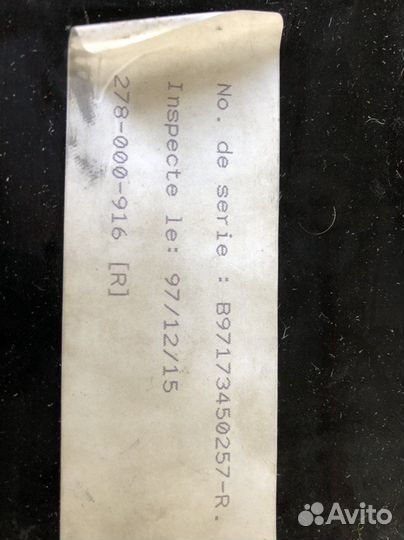 No. de serie : B97173450257-R.
Inspecte le: 97/12/15
278-000-916 [R]
Avito